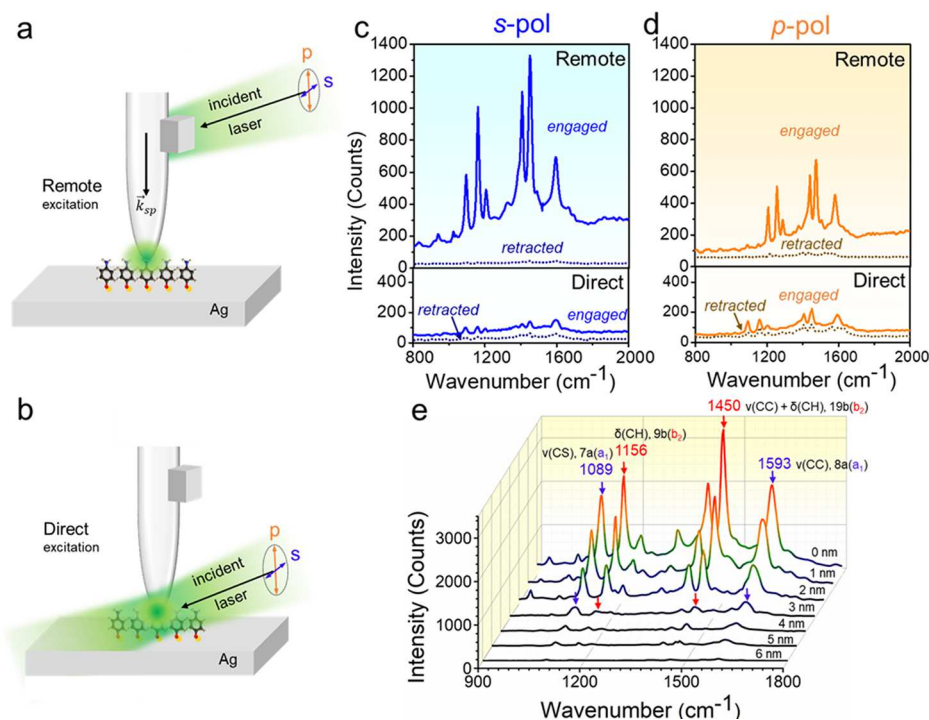 a
p
s
incident
laser
Remote
excitation
k⃗sp
Ag
b
Direct
excitation
p
s
incident
laser
Ag
c
s-pol
1400
1200
1000
800
600
400
200
0
400
200
0
Remote
engaged
retracted
Direct
retracted
engaged
800 1200 1600 2000
Wavenumber (cm-1)
Intensity (Counts)
d
p-pol
1400
1200
1000
800
600
400
200
0
400
200
0
Remote
engaged
retracted
Direct
retracted
engaged
800 1200 1600 2000
Wavenumber (cm-1)
e
1450 v(CC) + δ(CH), 19b(b2)
δ(CH), 9b(b2)
1156
v(CS), 7a(a1)
1089
1593 v(CC), 8a(a1)
3000
2000
1000
0
Intensity (Counts)
0 nm
1 nm
2 nm
3 nm
4 nm
5 nm
6 nm
900 1200 1500 1800
Wavenumber (cm-1)